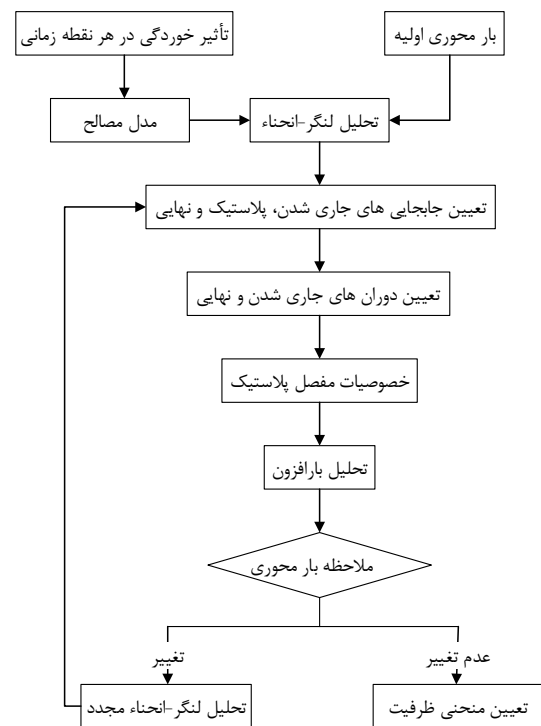 تأثیر خوردگی در هر نقطه زمانی
بار محوری اولیه
مدل مصالح
تحلیل لنگر-انحناء
تعیین جابجایی های جاری شدن، پلاستیک و نهایی
تعیین دوران های جاری شدن و نهایی
خصوصیات مفصل پلاستیک
تحلیل بارافزون
ملاحظه بار محوری
عدم تغییر
تغییر
تعیین منحنی ظرفیت
تحلیل لنگر-انحناء مجدد